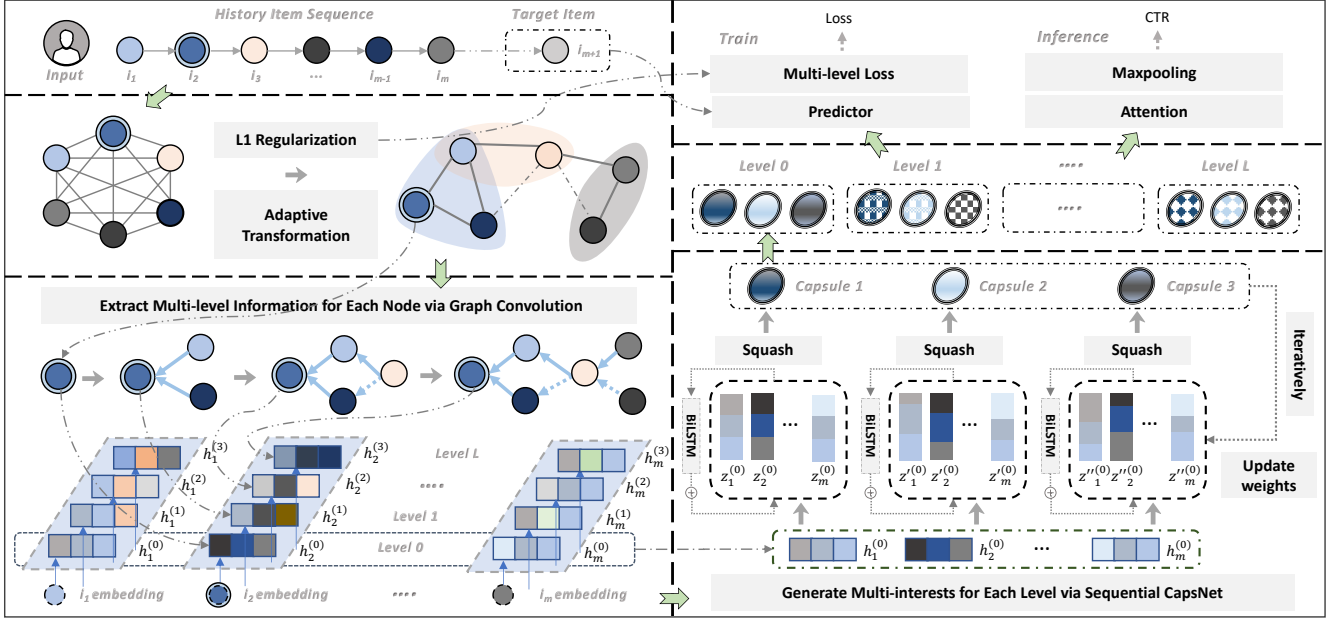 History Item Sequence
Target Item
Input
i1
i2
i3
...
im-1
im
im+1
L1 Regularization
Adaptive
Transformation
Extract Multi-level Information for Each Node via Graph Convolution
h1(3)
h1(2)
h1(1)
h1(0)
h2(3)
h2(2)
h2(1)
h2(0)
Level L
....
Level 1
Level 0
hm(3)
hm(2)
hm(1)
hm(0)
i1 embedding
i2 embedding
....
im embedding
Loss
CTR
Train
Inference
Multi-level Loss
Maxpooling
Predictor
Attention
Level 0
Level 1
....
Level L
....
Capsule 1
Capsule 2
Capsule 3
Squash
Squash
Squash
Iteratively
BiLSTM
BiLSTM
BiLSTM
...
...
...
z1(0)
z2(0)
zm(0)
z'1(0)
z'2(0)
z'm(0)
z''1(0)
z''2(0)
z''m(0)
Update
weights
h1(0)
h2(0)
...
hm(0)
Generate Multi-interests for Each Level via Sequential CapsNet